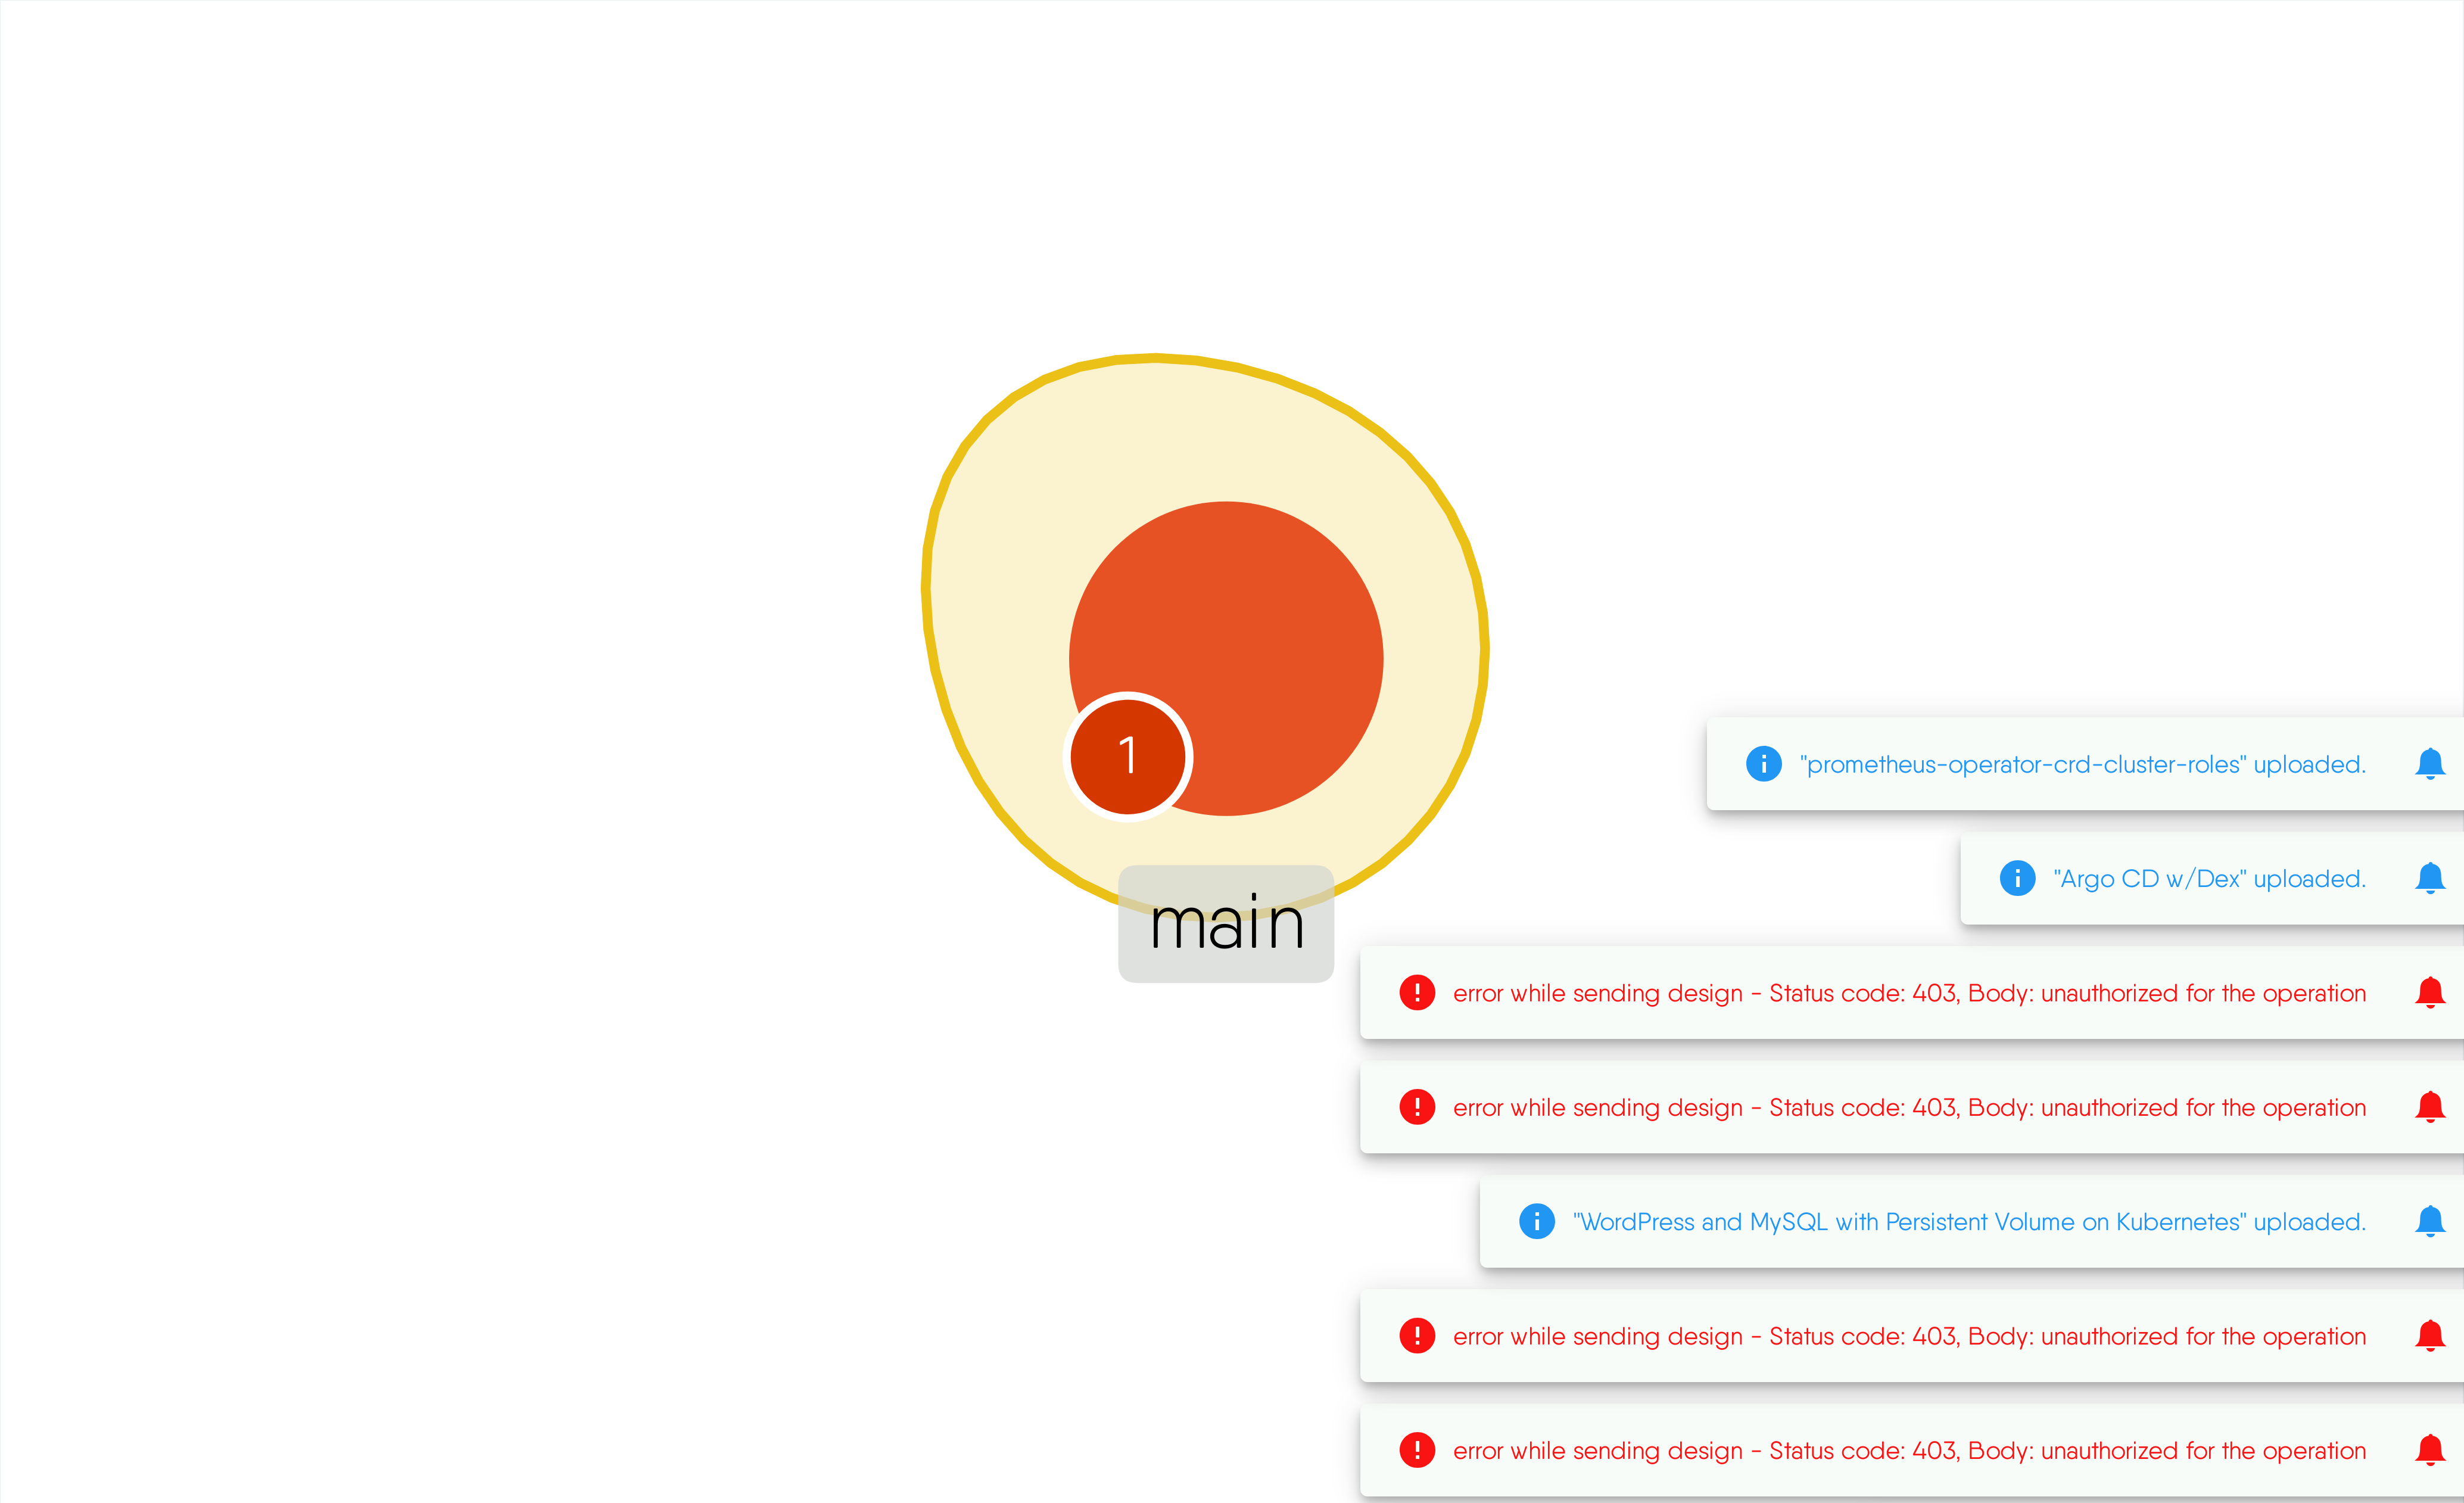 1
main
"prometheus-operator-crd-cluster-roles" uploaded.
"Argo CD w/Dex" uploaded.
error while sending design - Status code: 403, Body: unauthorized for the operation
error while sending design - Status code: 403, Body: unauthorized for the operation
"WordPress and MySQL with Persistent Volume on Kubernetes" uploaded.
error while sending design - Status code: 403, Body: unauthorized for the operation
error while sending design - Status code: 403, Body: unauthorized for the operation